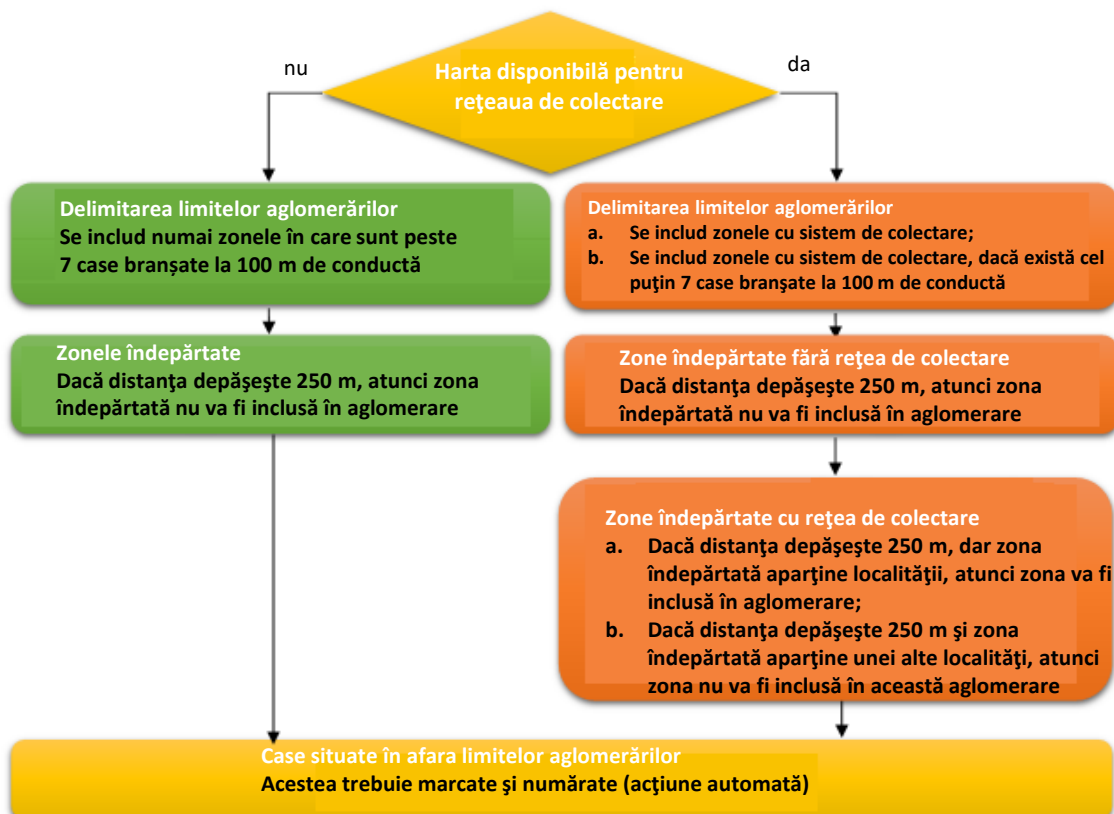 Harta disponibilă pentru
reţeaua de colectare
nu
da
Delimitarea limitelor aglomerărilor
Se includ numai zonele în care sunt peste
7 case branșate la 100 m de conductă
Zonele îndepărtate
Dacă distanţa depăşeşte 250 m, atunci zona
îndepărtată nu va fi inclusă în aglomerare
Delimitarea limitelor aglomerărilor
a. Se includ zonele cu sistem de colectare;
b. Se includ zonele cu sistem de colectare, dacă există cel
puţin 7 case branşate la 100 m de conductă
Zone îndepărtate fără reţea de colectare
Dacă distanţa depăşeşte 250 m, atunci zona
îndepărtată nu va fi inclusă în aglomerare
Zone îndepărtate cu reţea de colectare
a. Dacă distanţa depăşeşte 250 m, dar zona
îndepărtată aparţine localităţii, atunci zona va fi
inclusă în aglomerare;
b. Dacă distanţa depăşeşte 250 m şi zona
îndepărtată aparţine unei alte localităţi, atunci
zona nu va fi inclusă în această aglomerare
Case situate în afara limitelor aglomerărilor
Acestea trebuie marcate şi numărate (acţiune automată)